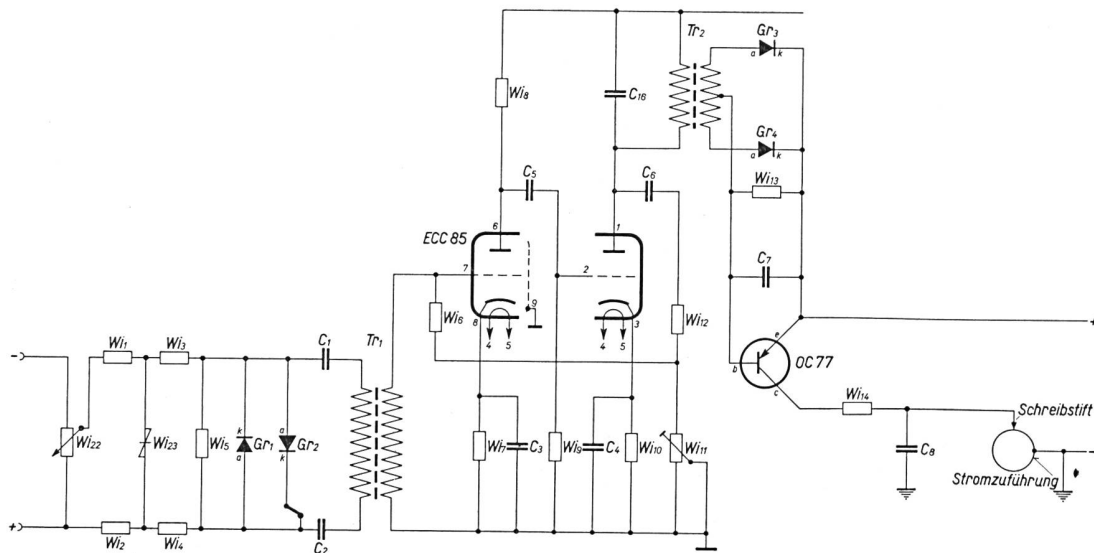 Tr2
Gr3
a k
Wi8
C16
Gr4
a k
Wi13
C5
C6
C7
ECC 85
6
1
7
2
9
8
3
4 5
4 5
Wi6
Wi12
e
b
c
OC 77
+
−
Wi1
Wi3
C1
Tr1
Wi14
Schreibstift
k
a
a
k
Wi22
Wi23
Wi5
Gr1
Gr2
Wi7
C3
Wi9
C4
Wi10
Wi11
C8
−
Stromzuführung
+
Wi2
Wi4
C2